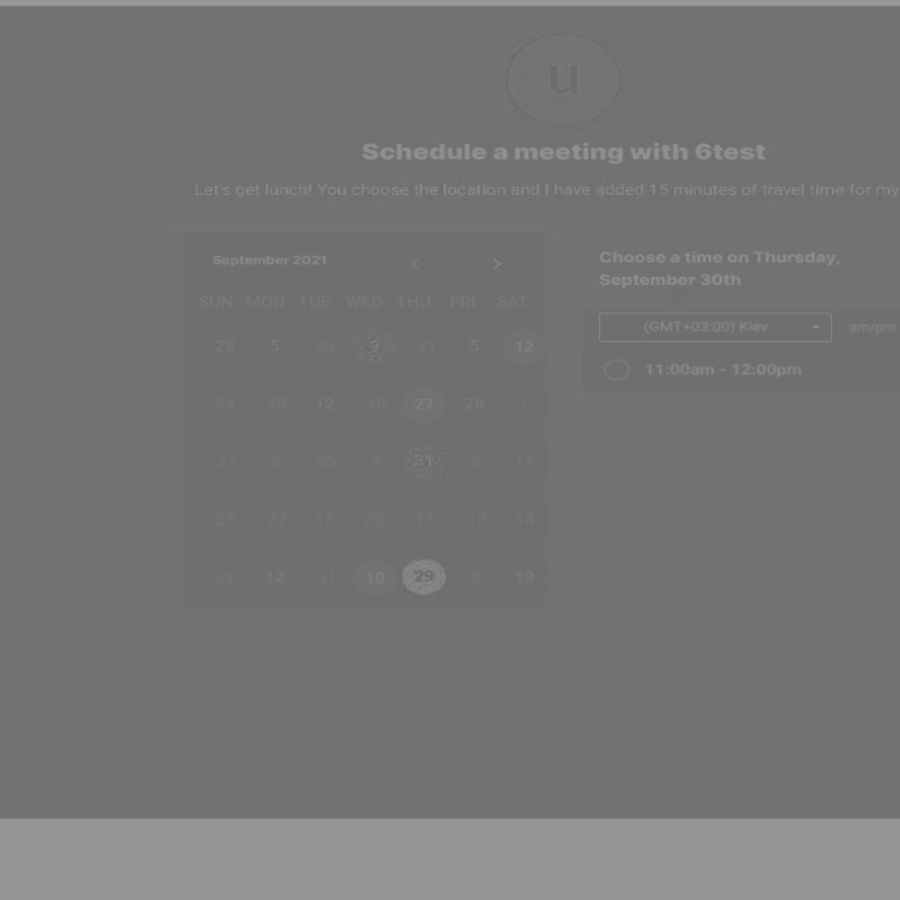 u
Schedule a meeting with 6test
Let's get lunch! You choose the location and I have added 15 minutes of travel time for my
September 2021 < >
SUN MON TUE WED THU FRI SAT
28 5 23 9 31 5 12
24 25 12 18 27 28 1
27 2 25 6 31 6 15
23 27 15 22 15 13 14
29 12 31 10 29 3 19
Choose a time on Thursday,
September 30th
(GMT+03:00) Kiev am/pm
11:00am - 12:00pm